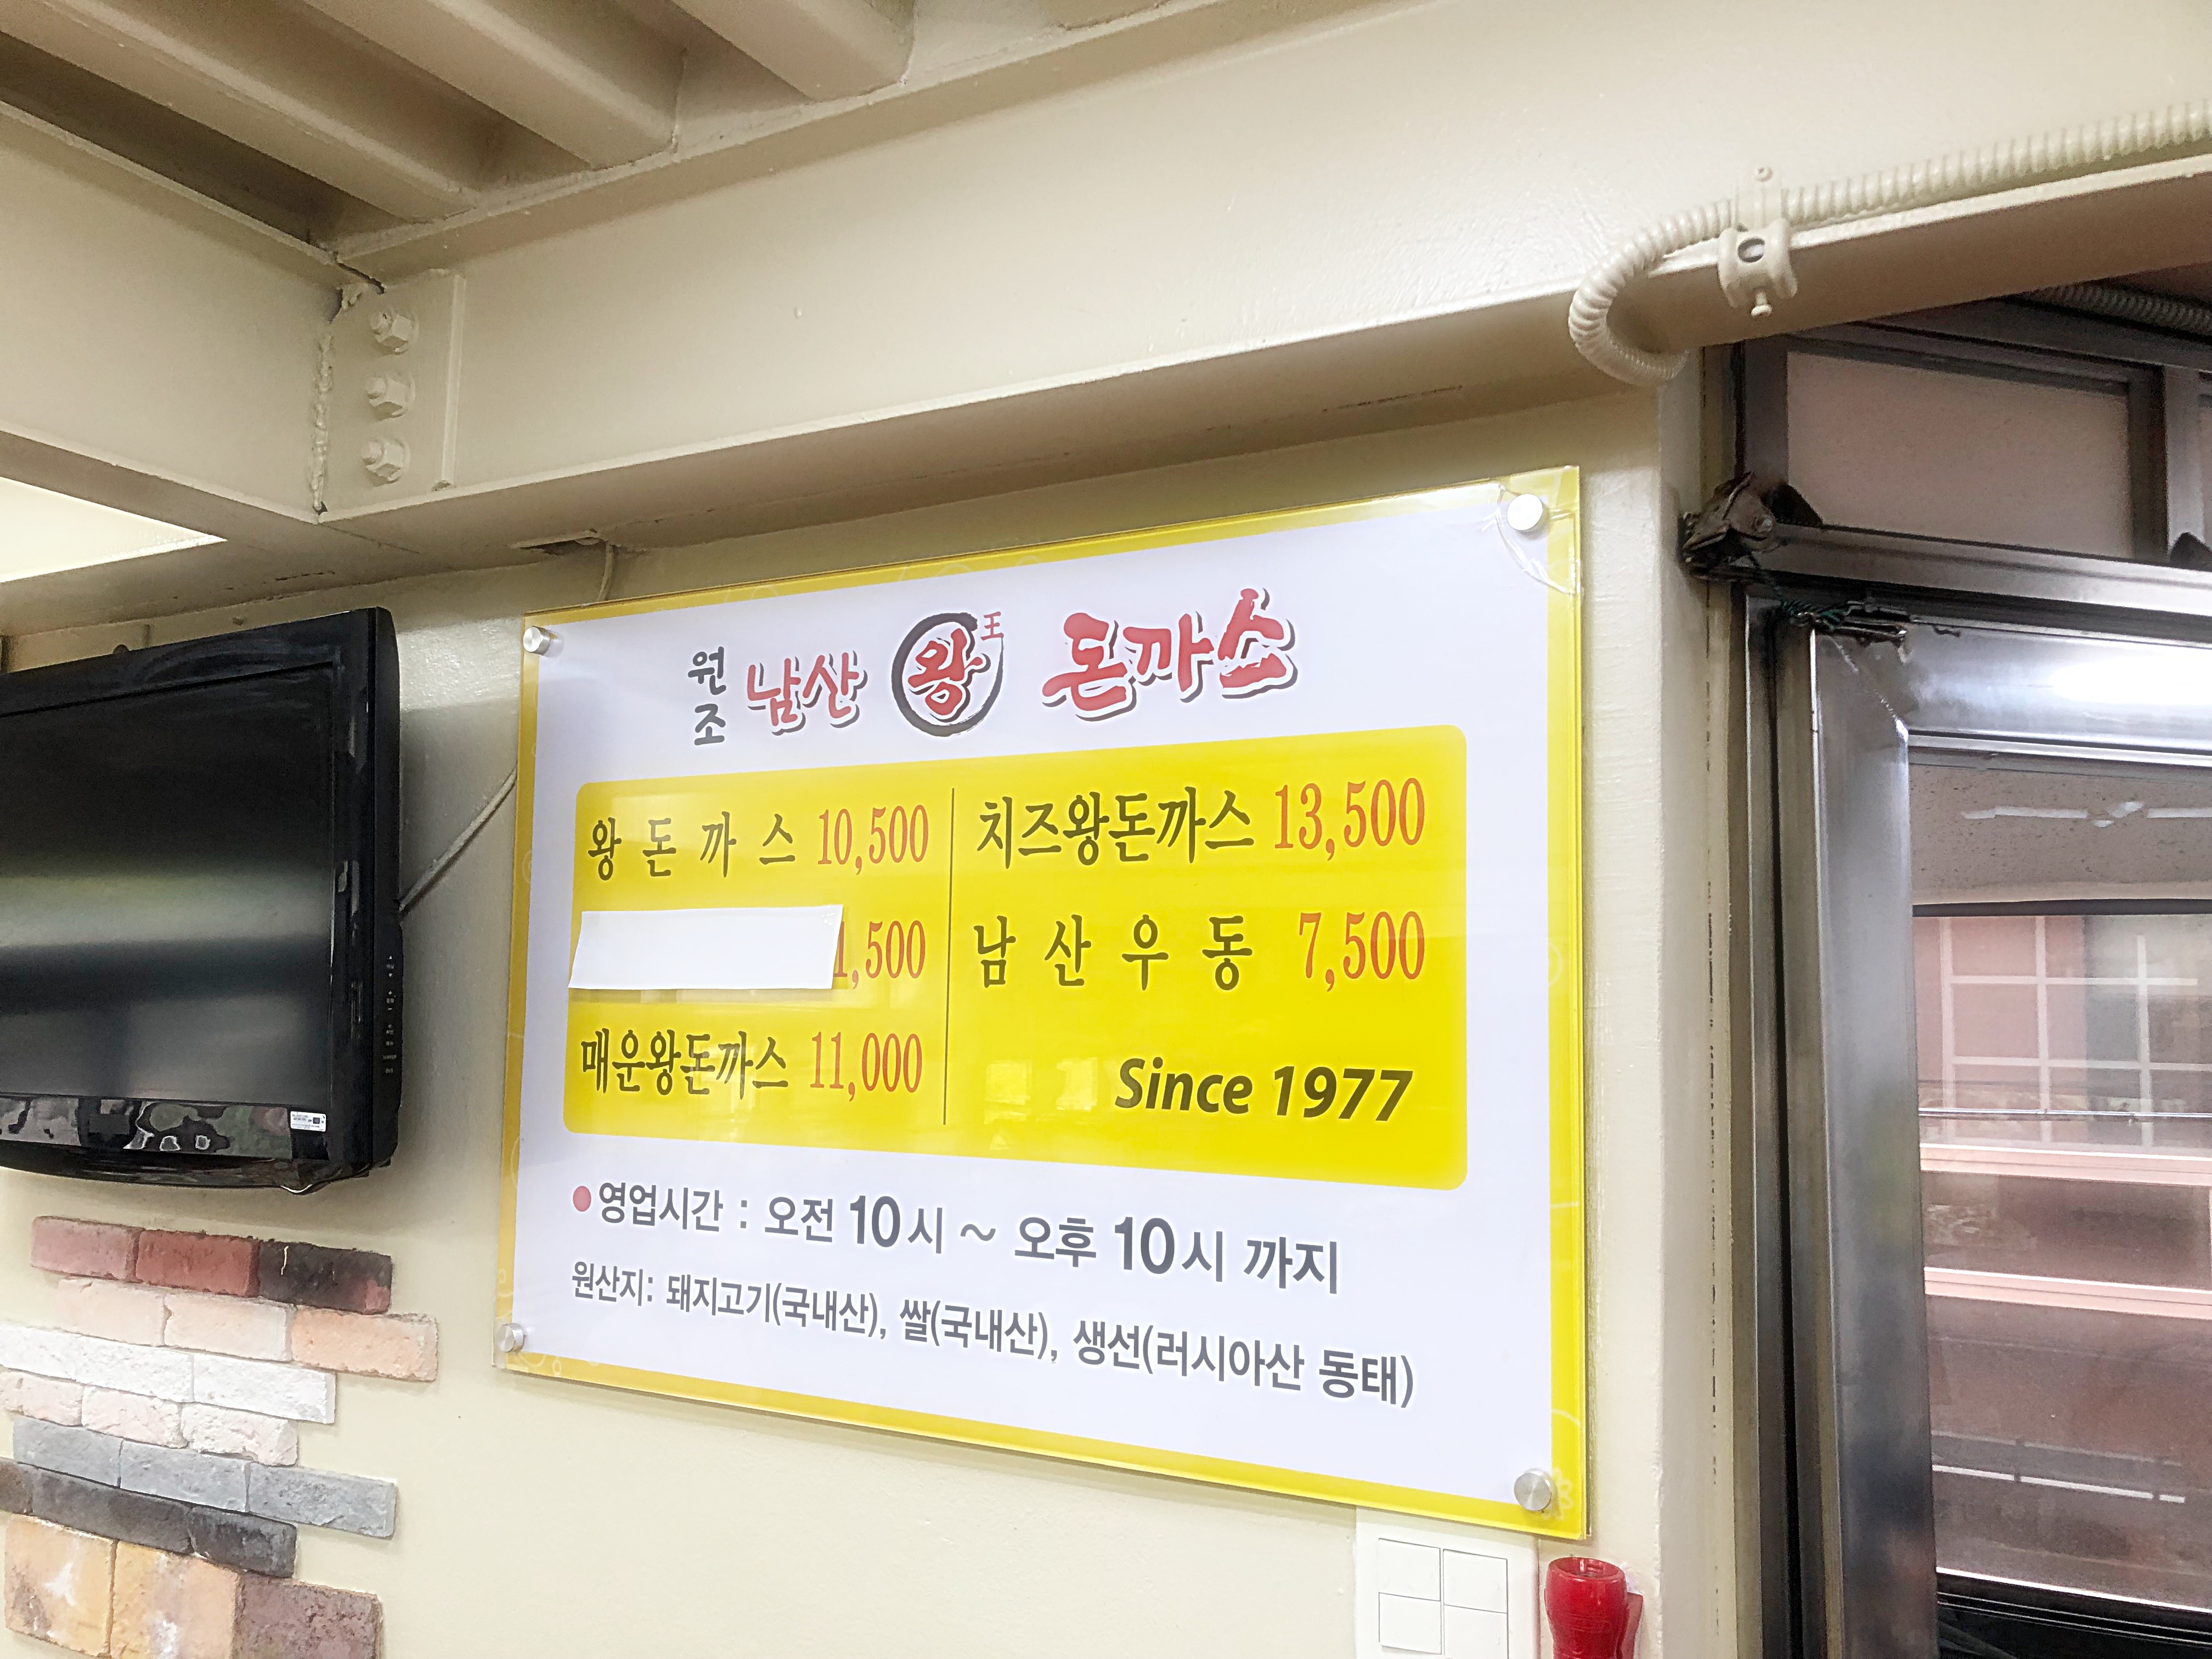 원조 남산 왕 王 돈까스
왕 돈 까 스 10,500
1,500
매운왕돈까스 11,000
치즈왕돈까스 13,500
남 산 우 동 7,500
Since 1977
영업시간 : 오전 10시 ~ 오후 10시 까지
원산지: 돼지고기(국내산), 쌀(국내산), 생선(러시아산 동태)